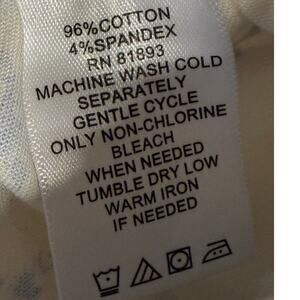 96%COTTON
4%SPANDEX
RN 81893
MACHINE WASH COLD
SEPARATELY
GENTLE CYCLE
ONLY NON-CHLORINE
BLEACH
WHEN NEEDED
TUMBLE DRY LOW
WARM IRON
IF NEEDED